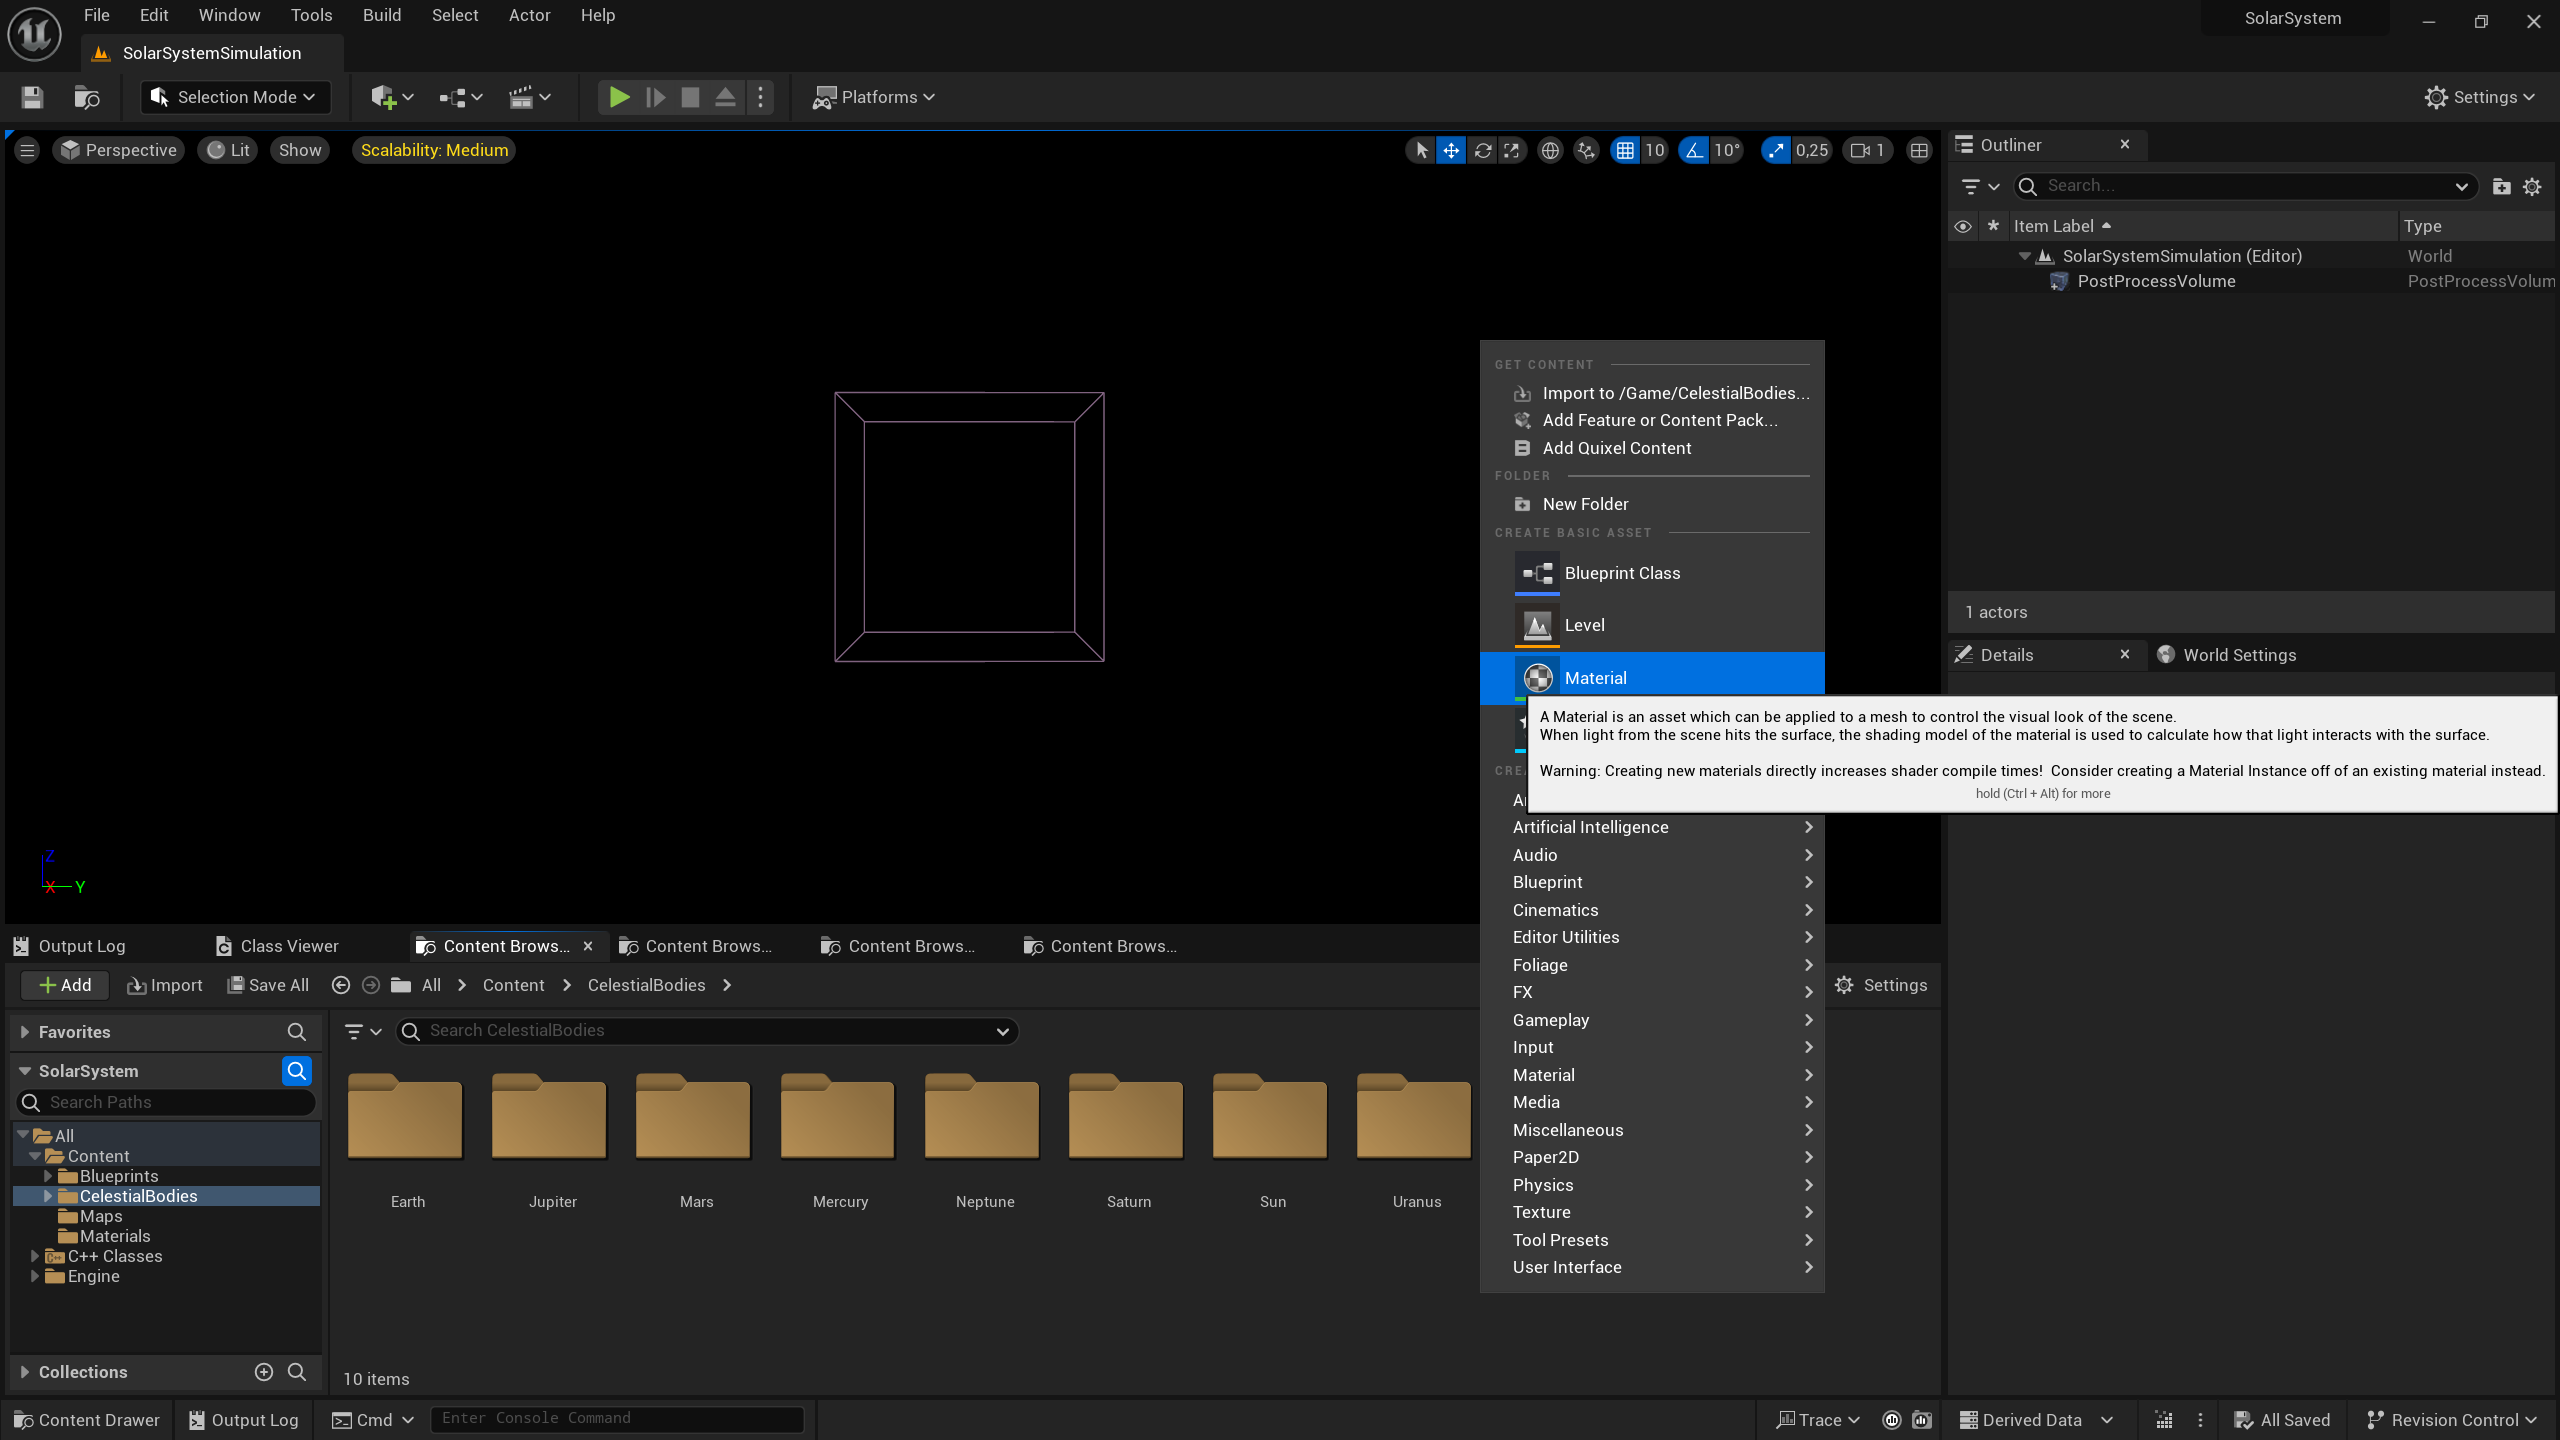 File Edit Window Tools Build Select Actor Help
SolarSystem
SolarSystemSimulation
Selection Mode
Platforms
Settings
Perspective Lit Show Scalability: Medium
10 10° 0,25 1
Outliner
Search...
Item Label Type
SolarSystemSimulation (Editor) World
PostProcessVolume PostProcessVolum
1 actors
Details World Settings
GET CONTENT
Import to /Game/CelestialBodies...
Add Feature or Content Pack...
Add Quixel Content
FOLDER
New Folder
CREATE BASIC ASSET
Blueprint Class
Level
Material
A Material is an asset which can be applied to a mesh to control the visual look of the scene.
When light from the scene hits the surface, the shading model of the material is used to calculate how that light interacts with the surface.
Warning: Creating new materials directly increases shader compile times!  Consider creating a Material Instance off of an existing material instead.
hold (Ctrl + Alt) for more
Artificial Intelligence
Audio
Blueprint
Cinematics
Editor Utilities
Foliage
FX
Gameplay
Input
Material
Media
Miscellaneous
Paper2D
Physics
Texture
Tool Presets
User Interface
Z
X Y
Output Log Class Viewer Content Brows... Content Brows... Content Brows... Content Brows...
Add Import Save All All Content CelestialBodies Settings
Favorites
SolarSystem
Search Paths
All
Content
Blueprints
CelestialBodies
Maps
Materials
C++ Classes
Engine
Collections
Search CelestialBodies
Earth Jupiter Mars Mercury Neptune Saturn Sun Uranus
10 items
Content Drawer Output Log Cmd Enter Console Command Trace Derived Data All Saved Revision Control